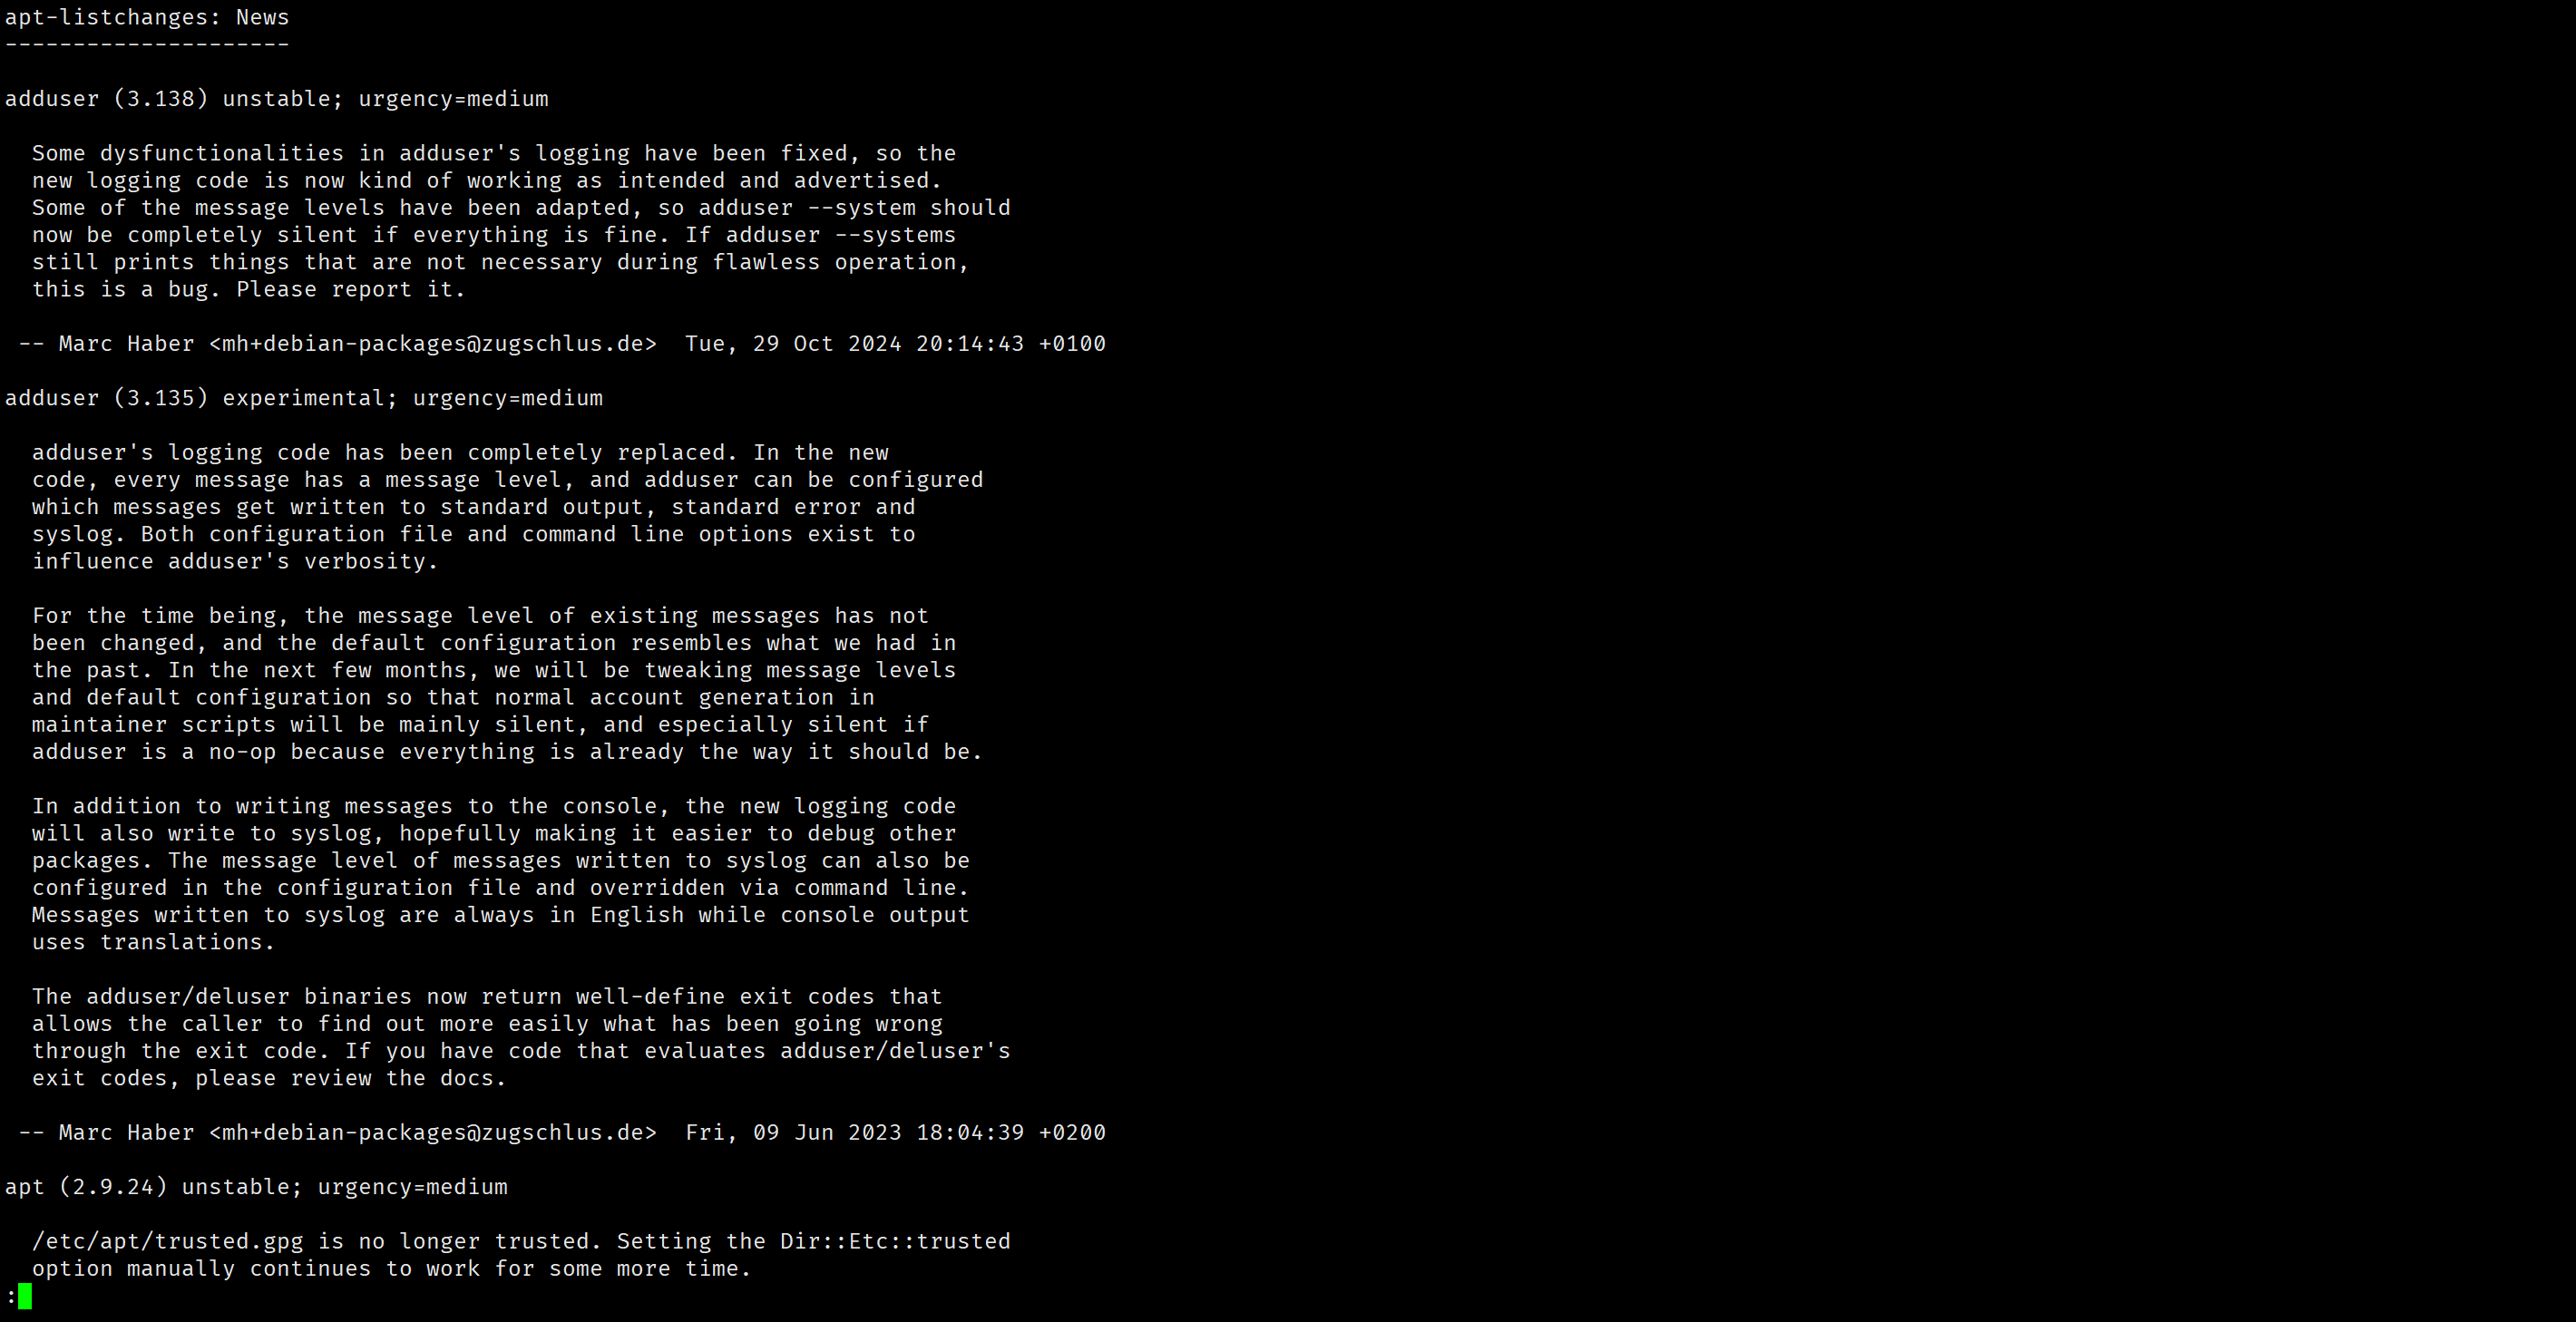 apt-listchanges: News
---------------------
adduser (3.138) unstable; urgency=medium
Some dysfunctionalities in adduser's logging have been fixed, so the
new logging code is now kind of working as intended and advertised.
Some of the message levels have been adapted, so adduser --system should
now be completely silent if everything is fine. If adduser --systems
still prints things that are not necessary during flawless operation,
this is a bug. Please report it.
-- Marc Haber <mh+debian-packages@zugschlus.de>  Tue, 29 Oct 2024 20:14:43 +0100
adduser (3.135) experimental; urgency=medium
adduser's logging code has been completely replaced. In the new
code, every message has a message level, and adduser can be configured
which messages get written to standard output, standard error and
syslog. Both configuration file and command line options exist to
influence adduser's verbosity.
For the time being, the message level of existing messages has not
been changed, and the default configuration resembles what we had in
the past. In the next few months, we will be tweaking message levels
and default configuration so that normal account generation in
maintainer scripts will be mainly silent, and especially silent if
adduser is a no-op because everything is already the way it should be.
In addition to writing messages to the console, the new logging code
will also write to syslog, hopefully making it easier to debug other
packages. The message level of messages written to syslog can also be
configured in the configuration file and overridden via command line.
Messages written to syslog are always in English while console output
uses translations.
The adduser/deluser binaries now return well-define exit codes that
allows the caller to find out more easily what has been going wrong
through the exit code. If you have code that evaluates adduser/deluser's
exit codes, please review the docs.
-- Marc Haber <mh+debian-packages@zugschlus.de>  Fri, 09 Jun 2023 18:04:39 +0200
apt (2.9.24) unstable; urgency=medium
/etc/apt/trusted.gpg is no longer trusted. Setting the Dir::Etc::trusted
option manually continues to work for some more time.
: